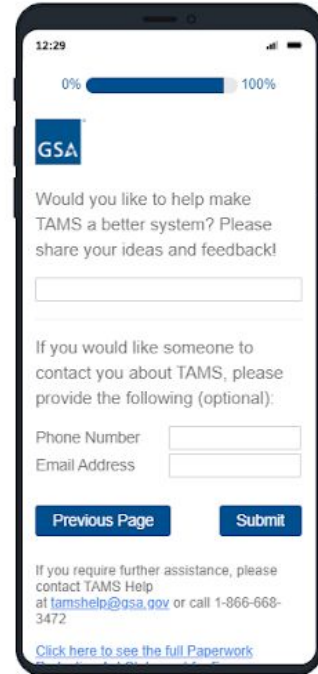 12:29
0% 100%
GSA
Would you like to help make
TAMS a better system? Please
share your ideas and feedback!
If you would like someone to
contact you about TAMS, please
provide the following (optional):
Phone Number
Email Address
Previous Page Submit
If you require further assistance, please
contact TAMS Help
at tamshelp@gsa.gov or call 1-866-668-
3472
Click here to see the full Paperwork